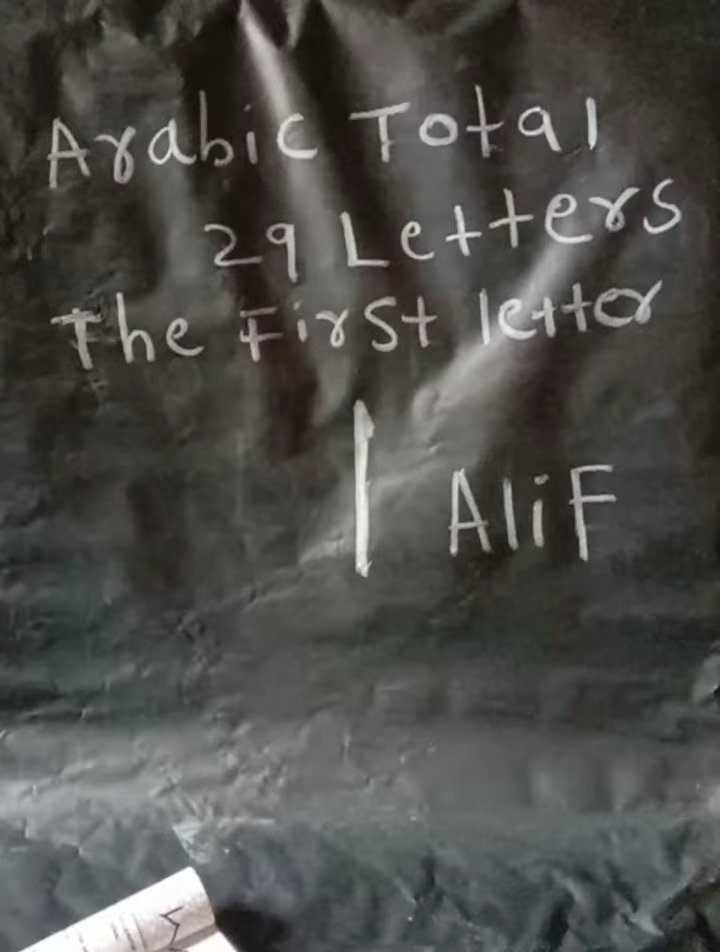 Arabic Total
29 Letters
The First letter
ا AliF